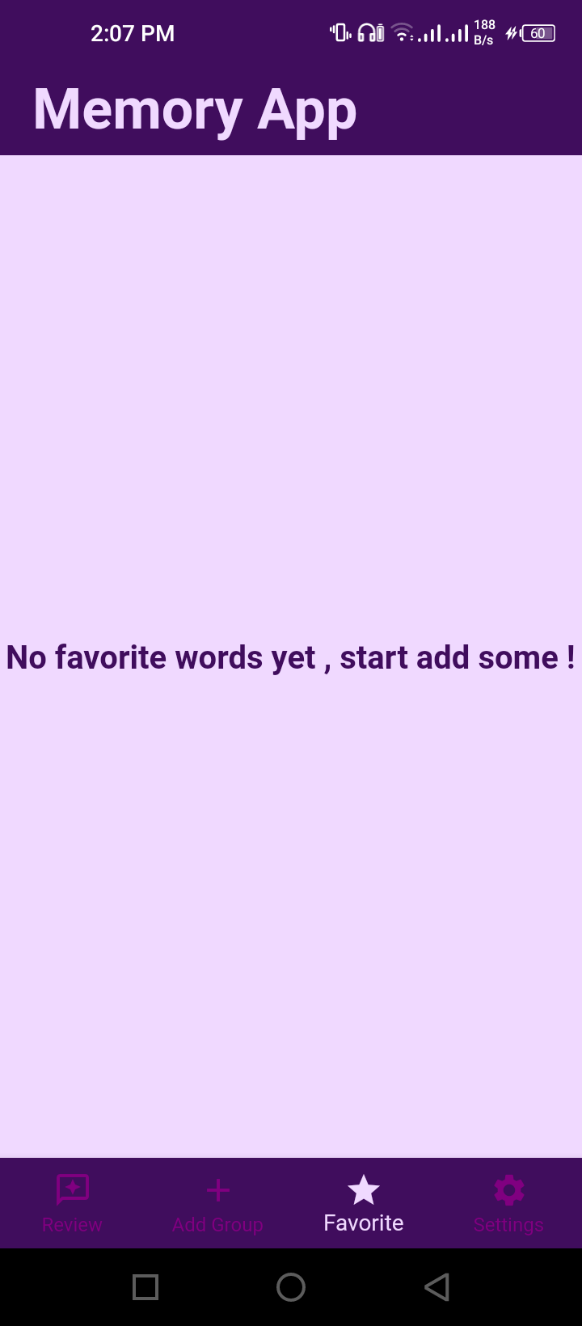 2:07 PM 188 B/s 60
Memory App
No favorite words yet , start add some !
Review Add Group Favorite Settings